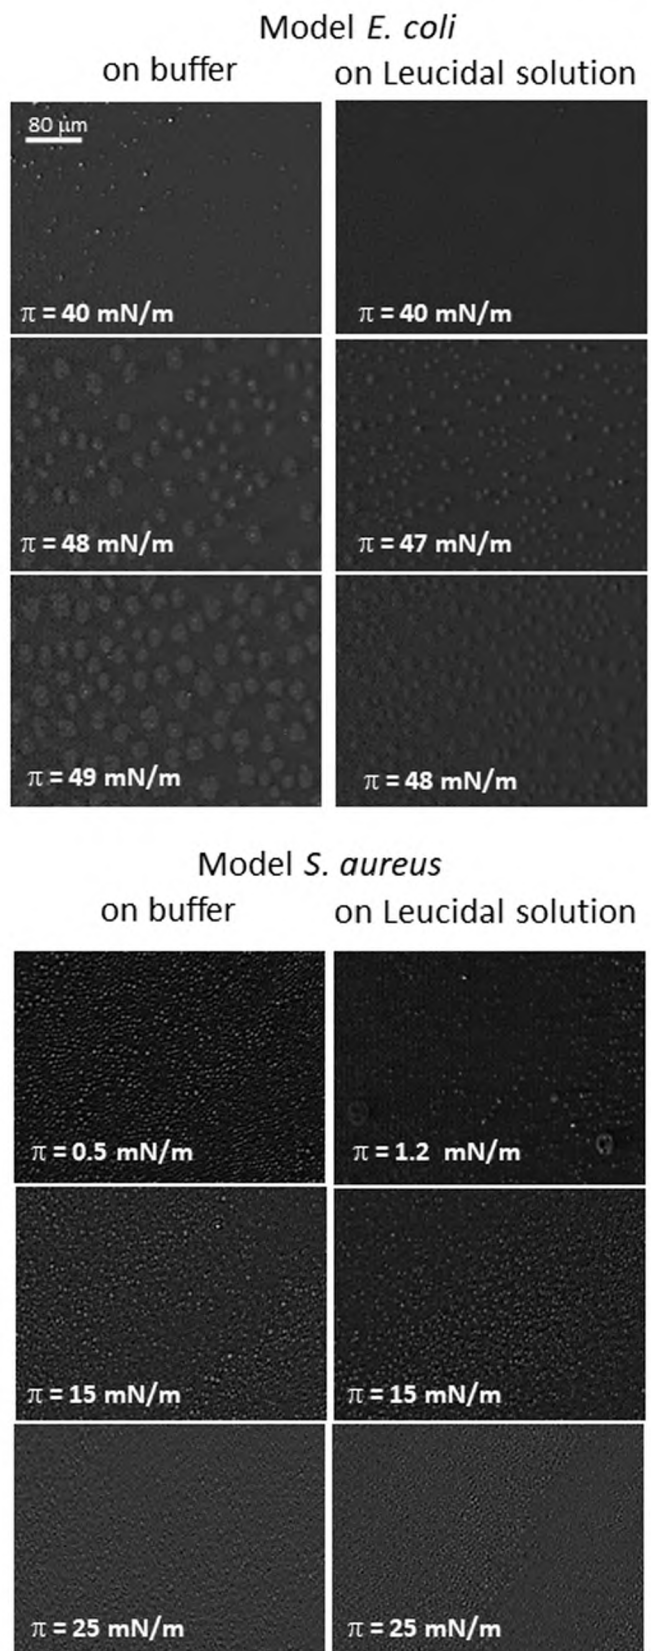 Model E. coli
on buffer
on Leucidal solution
80 µm
π = 40 mN/m
π = 40 mN/m
π = 48 mN/m
π = 47 mN/m
π = 49 mN/m
π = 48 mN/m
Model S. aureus
on buffer
on Leucidal solution
π = 0.5 mN/m
π = 1.2 mN/m
π = 15 mN/m
π = 15 mN/m
π = 25 mN/m
π = 25 mN/m